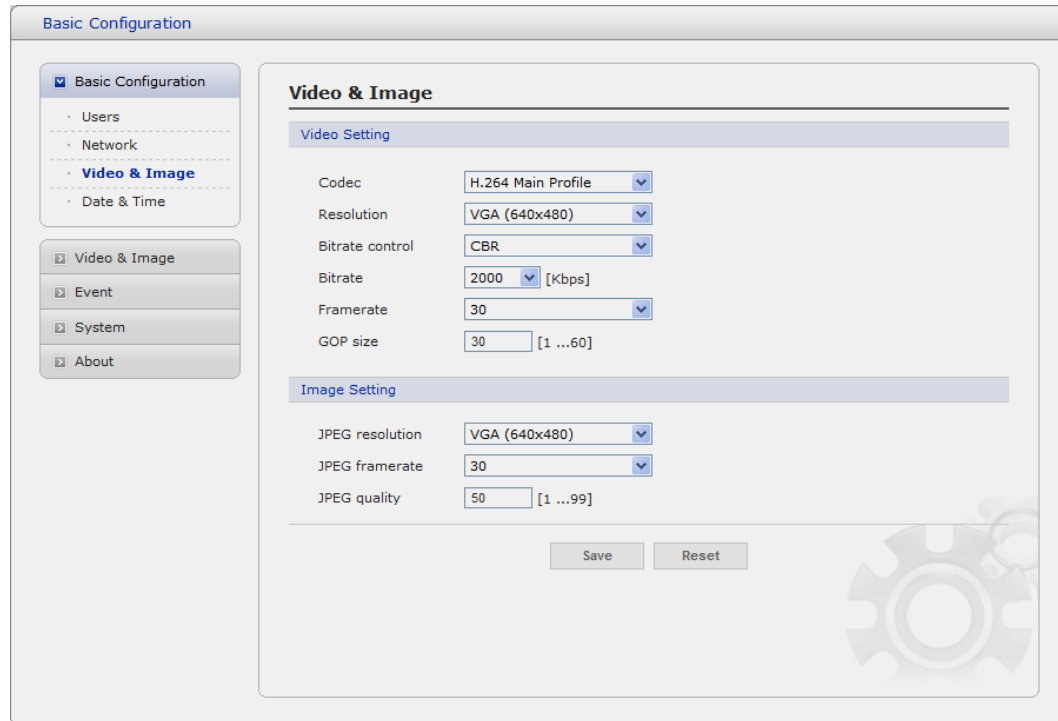 Basic Configuration
Basic Configuration
· Users
· Network
· Video & Image
· Date & Time
Video & Image
Event
System
About
Video & Image
Video Setting
Codec H.264 Main Profile
Resolution VGA (640x480)
Bitrate control CBR
Bitrate 2000 [Kbps]
Framerate 30
GOP size 30 [1 ...60]
Image Setting
JPEG resolution VGA (640x480)
JPEG framerate 30
JPEG quality 50 [1 ...99]
Save Reset